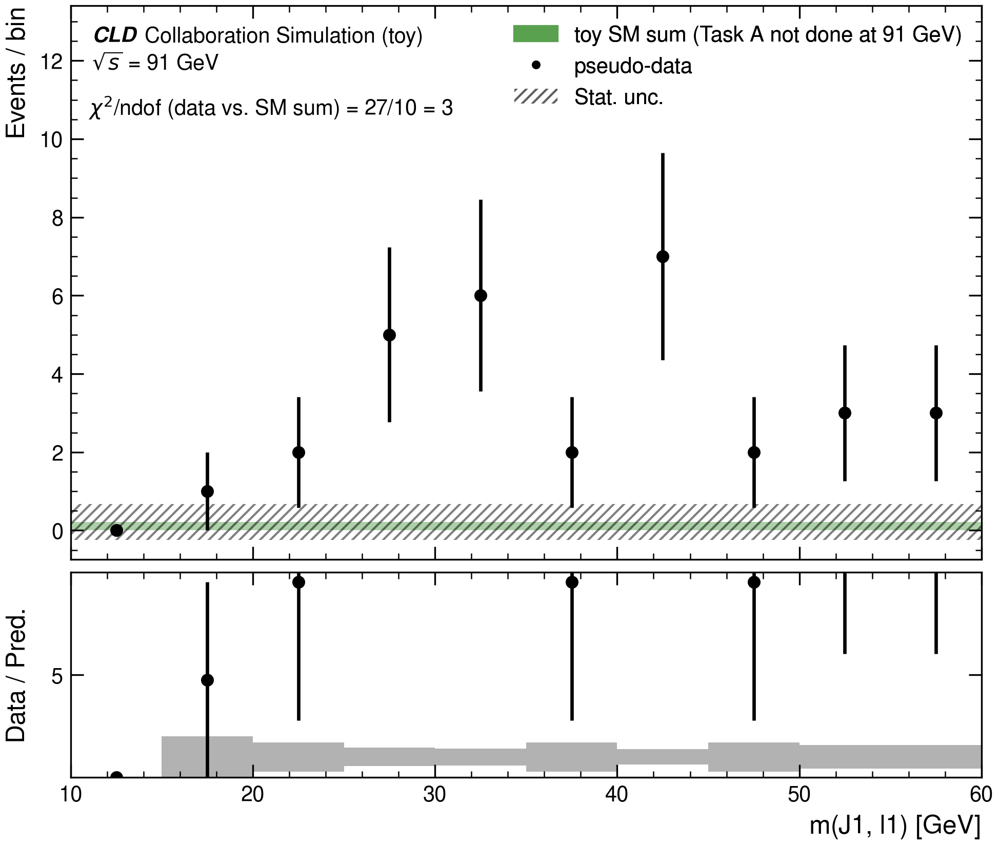 Events / bin
CLD Collaboration Simulation (toy)
√s = 91 GeV
χ²/ndof (data vs. SM sum) = 27/10 = 3
toy SM sum (Task A not done at 91 GeV)
pseudo-data
Stat. unc.
12
10
8
6
4
2
0
Data / Pred.
5
10 20 30 40 50 60
m(J1, l1) [GeV]